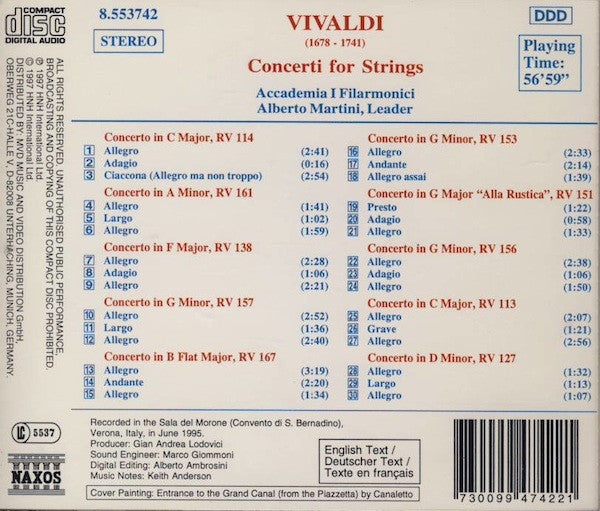 COMPACT
disc
DIGITAL AUDIO
8.553742
STEREO
VIVALDI
(1678 - 1741)
Concerti for Strings
Accademia I Filarmonici
Alberto Martini, Leader
DDD
Playing
Time:
56'59"
ALL RIGHTS RESERVED. UNAUTHORISED PUBLIC PERFORMANCE,
BROADCASTING AND COPYING OF THIS COMPACT DISC PROHIBITED.
℗ 1997 HNH International Ltd.
© 1997 HNH International Ltd
DISTRIBUTED BY: MVD MUSIC AND VIDEO DISTRIBUTION GmbH,
OBERWEG 21C-HALLE V, D-82008 UNTERHACHING, MUNICH, GERMANY.
Concerto in C Major, RV 114
1 Allegro (2:41)
2 Adagio (0:16)
3 Ciaccona (Allegro ma non troppo) (2:54)
Concerto in A Minor, RV 161
4 Allegro (1:41)
5 Largo (1:02)
6 Allegro (1:59)
Concerto in F Major, RV 138
7 Allegro (2:28)
8 Adagio (1:06)
9 Allegro (2:21)
Concerto in G Minor, RV 157
10 Allegro (2:52)
11 Largo (1:36)
12 Allegro (2:40)
Concerto in B Flat Major, RV 167
13 Allegro (3:19)
14 Andante (2:20)
15 Allegro (1:34)
Concerto in G Minor, RV 153
16 Allegro (2:33)
17 Andante (2:14)
18 Allegro assai (1:39)
Concerto in G Major "Alla Rustica", RV 151
19 Presto (1:22)
20 Adagio (0:58)
21 Allegro (1:33)
Concerto in G Minor, RV 156
22 Allegro (2:38)
23 Adagio (1:06)
24 Allegro (1:50)
Concerto in C Major, RV 113
25 Allegro (2:07)
26 Grave (1:21)
27 Allegro (2:56)
Concerto in D Minor, RV 127
28 Allegro (1:32)
29 Largo (1:13)
30 Allegro (1:07)
LC 5537
NAXOS
Recorded in the Sala del Morone (Convento di S. Bernadino),
Verona, Italy, in June 1995.
Producer: Gian Andrea Lodovici
Sound Engineer: Marco Giommoni
Digital Editing: Alberto Ambrosini
Music Notes: Keith Anderson
English Text /
Deutscher Text /
Texte en français
Cover Painting: Entrance to the Grand Canal (from the Piazzetta) by Canaletto
730099 474221